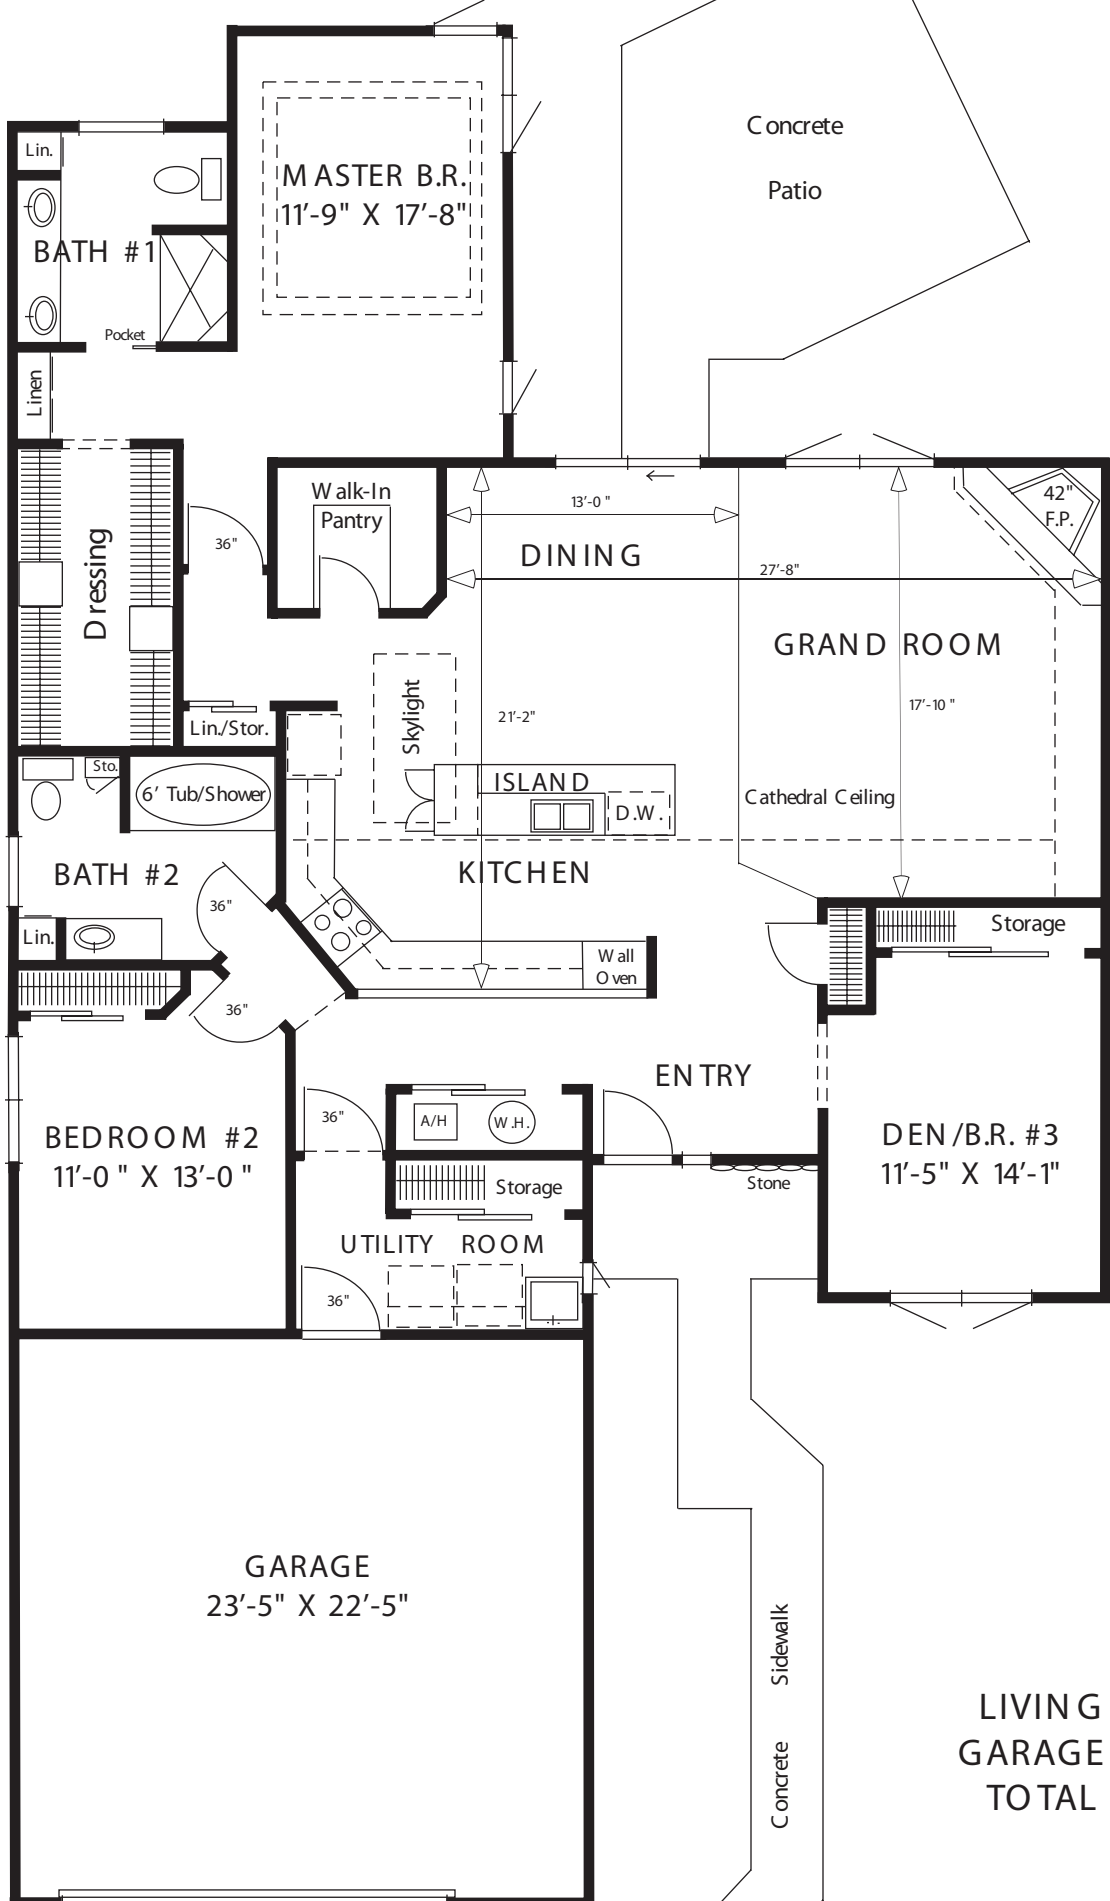 Concrete
Patio
Lin.
MASTER B.R.
11'-9" X 17'-8"
BATH #1
Pocket
Linen
Walk-In
Pantry
13'-0"
42"
F.P.
36"
DINING
27'-8"
Dressing
GRAND ROOM
Skylight
21'-2"
17'-10"
Lin./Stor.
Sto.
6' Tub/Shower
ISLAND
D.W.
Cathedral Ceiling
BATH #2
KITCHEN
36"
Lin.
Storage
Wall
Oven
36"
ENTRY
36"
A/H
W.H.
BEDROOM #2
11'-0" X 13'-0"
DEN/B.R. #3
11'-5" X 14'-1"
Storage
Stone
UTILITY ROOM
36"
GARAGE
23'-5" X 22'-5"
Concrete Sidewalk
LIVING
GARAGE
TOTAL